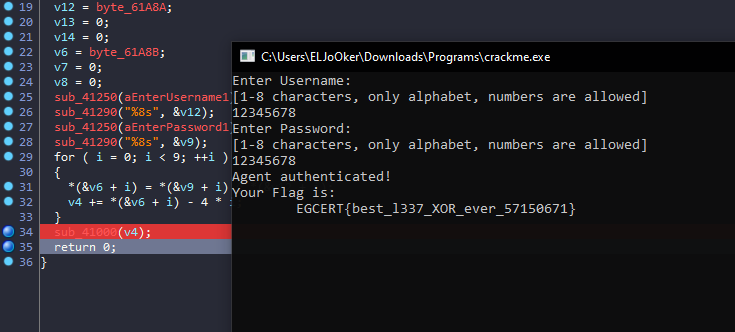 19 v12 = byte_61A8A;
20 v13 = 0;
21 v14 = 0;
22 v6 = byte_61A8B;
23 v7 = 0;
24 v8 = 0;
25 sub_41250(aEnterUsername1)
26 sub_41290("%8s", &v12);
27 sub_41250(aEnterPassword1)
28 sub_41290("%8s", &v9);
29 for ( i = 0; i < 9; ++i )
30 {
31 *(&v6 + i) = *(&v9 + i)
32 v4 += *(&v6 + i) - 4 *
33 }
34 sub_41000(v4);
35 return 0;
36 }
C:\Users\ELJoOker\Downloads\Programs\crackme.exe
Enter Username:
[1-8 characters, only alphabet, numbers are allowed]
12345678
Enter Password:
[1-8 characters, only alphabet, numbers are allowed]
12345678
Agent authenticated!
Your Flag is:
EGCERT{best_l337_XOR_ever_57150671}